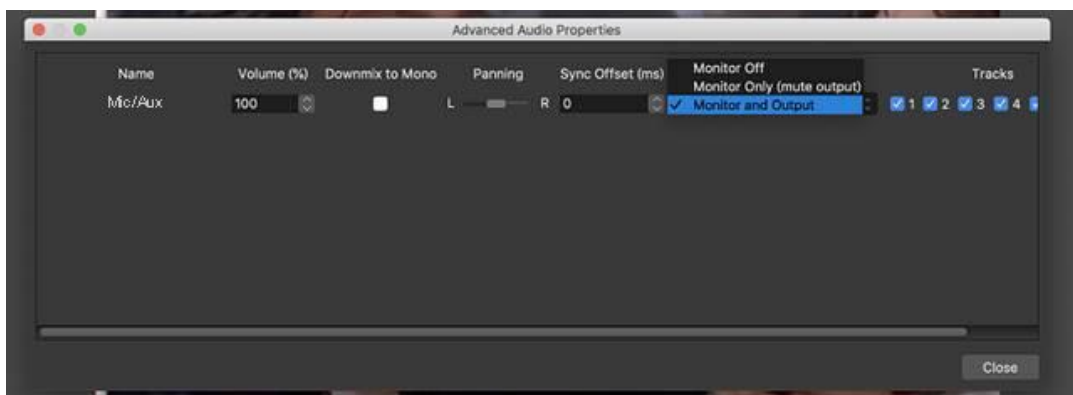 Advanced Audio Properties
Name Volume (%) Downmix to Mono Panning Sync Offset (ms) Monitor Off Tracks
Monitor Only (mute output)
Mic/Aux 100 L R 0 Monitor and Output 1 2 3 4
Close